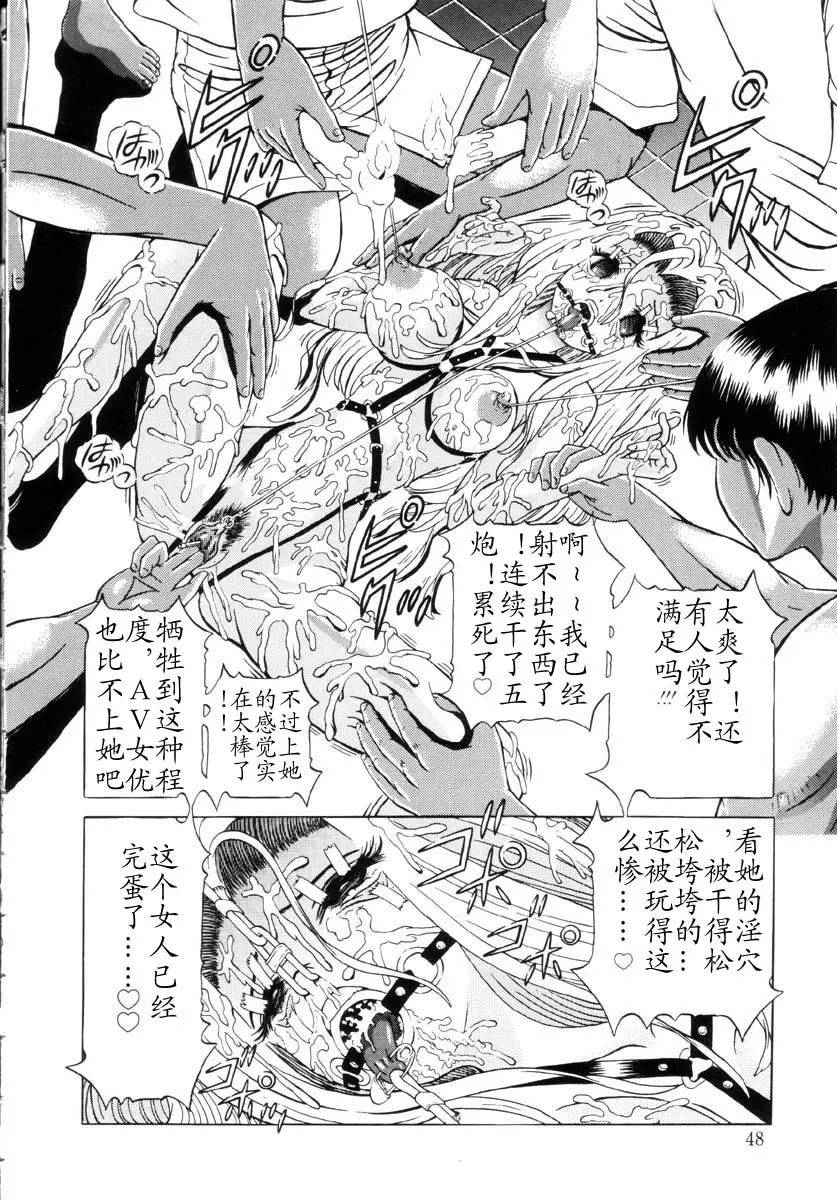 太爽了！还
有人觉得不
满足吗!!!
啊～～我已经
射不出东西了
！连续干了五
炮！累死了♡
不过上她
的感觉实
在太棒了
！！
牺牲到这种程
度，AV女优
也比不上她吧
看她的淫穴
，被干得松
松垮垮的…
还被玩得这
么惨……♡
这个女人已经
完蛋了……♡♡
48